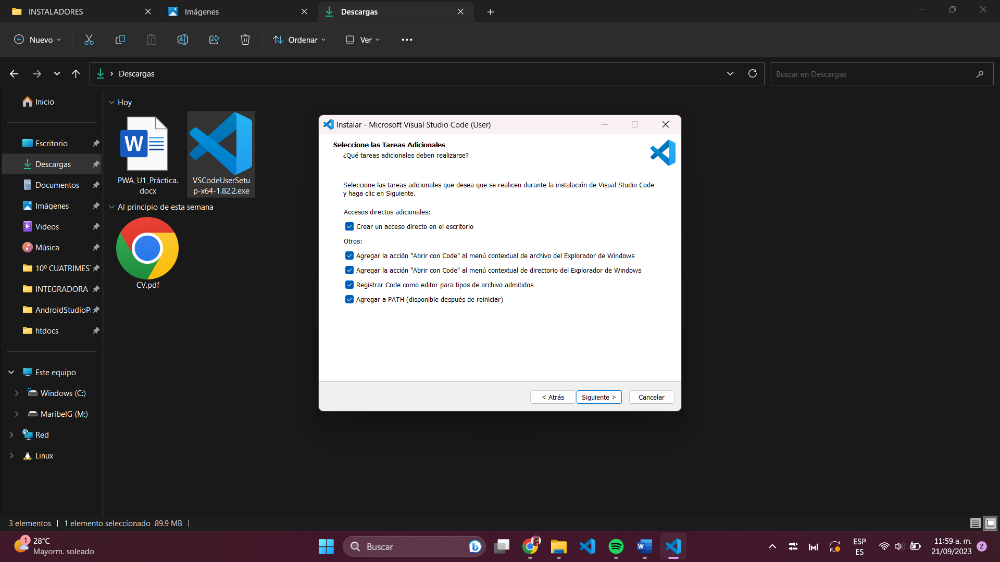 INSTALADORES
Imágenes
Descargas
Nuevo
Ordenar
Ver
Descargas
Buscar en Descargas
Inicio
Escritorio
Descargas
Documentos
Imágenes
Videos
Música
10º CUATRIMEST
INTEGRADORA
AndroidStudioPr
htdocs
Este equipo
Windows (C:)
MaribelG (M:)
Red
Linux
Hoy
PWA_U1_Práctica.
docx
VSCodeUserSetu
p-x64-1.82.2.exe
Al principio de esta semana
CV.pdf
Instalar - Microsoft Visual Studio Code (User)
Seleccione las Tareas Adicionales
¿Qué tareas adicionales deben realizarse?
Seleccione las tareas adicionales que desea que se realicen durante la instalación de Visual Studio Code
y haga clic en Siguiente.
Accesos directos adicionales:
Crear un acceso directo en el escritorio
Otros:
Agregar la acción "Abrir con Code" al menú contextual de archivo del Explorador de Windows
Agregar la acción "Abrir con Code" al menú contextual de directorio del Explorador de Windows
Registrar Code como editor para tipos de archivo admitidos
Agregar a PATH (disponible después de reiniciar)
< Atrás
Siguiente >
Cancelar
3 elementos
1 elemento seleccionado 89.9 MB
1
28°C
Mayorm. soleado
Buscar
ESP
ES
11:59 a. m.
21/09/2023
2